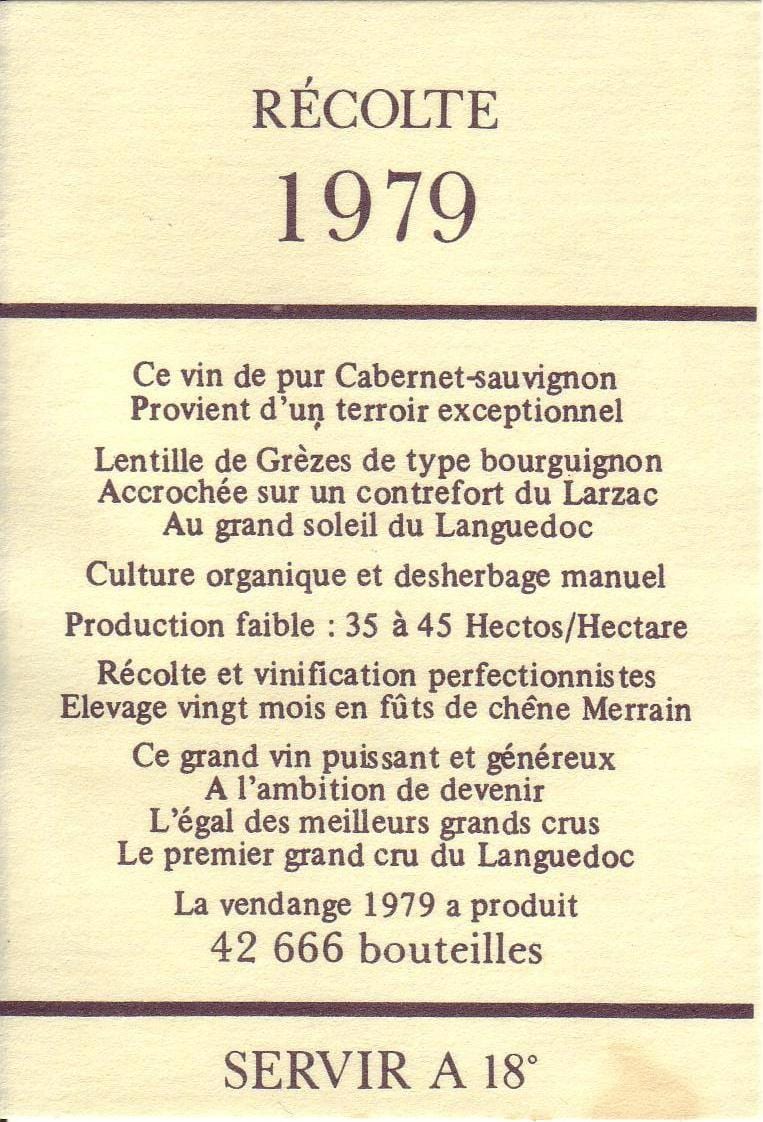 RÉCOLTE
1979
Ce vin de pur Cabernet-sauvignon
Provient d'un terroir exceptionnel
Lentille de Grèzes de type bourguignon
Accrochée sur un contrefort du Larzac
Au grand soleil du Languedoc
Culture organique et desherbage manuel
Production faible : 35 à 45 Hectos/Hectare
Récolte et vinification perfectionnistes
Elevage vingt mois en fûts de chêne Merrain
Ce grand vin puissant et généreux
A l'ambition de devenir
L'égal des meilleurs grands crus
Le premier grand cru du Languedoc
La vendange 1979 a produit
42 666 bouteilles
SERVIR A 18°